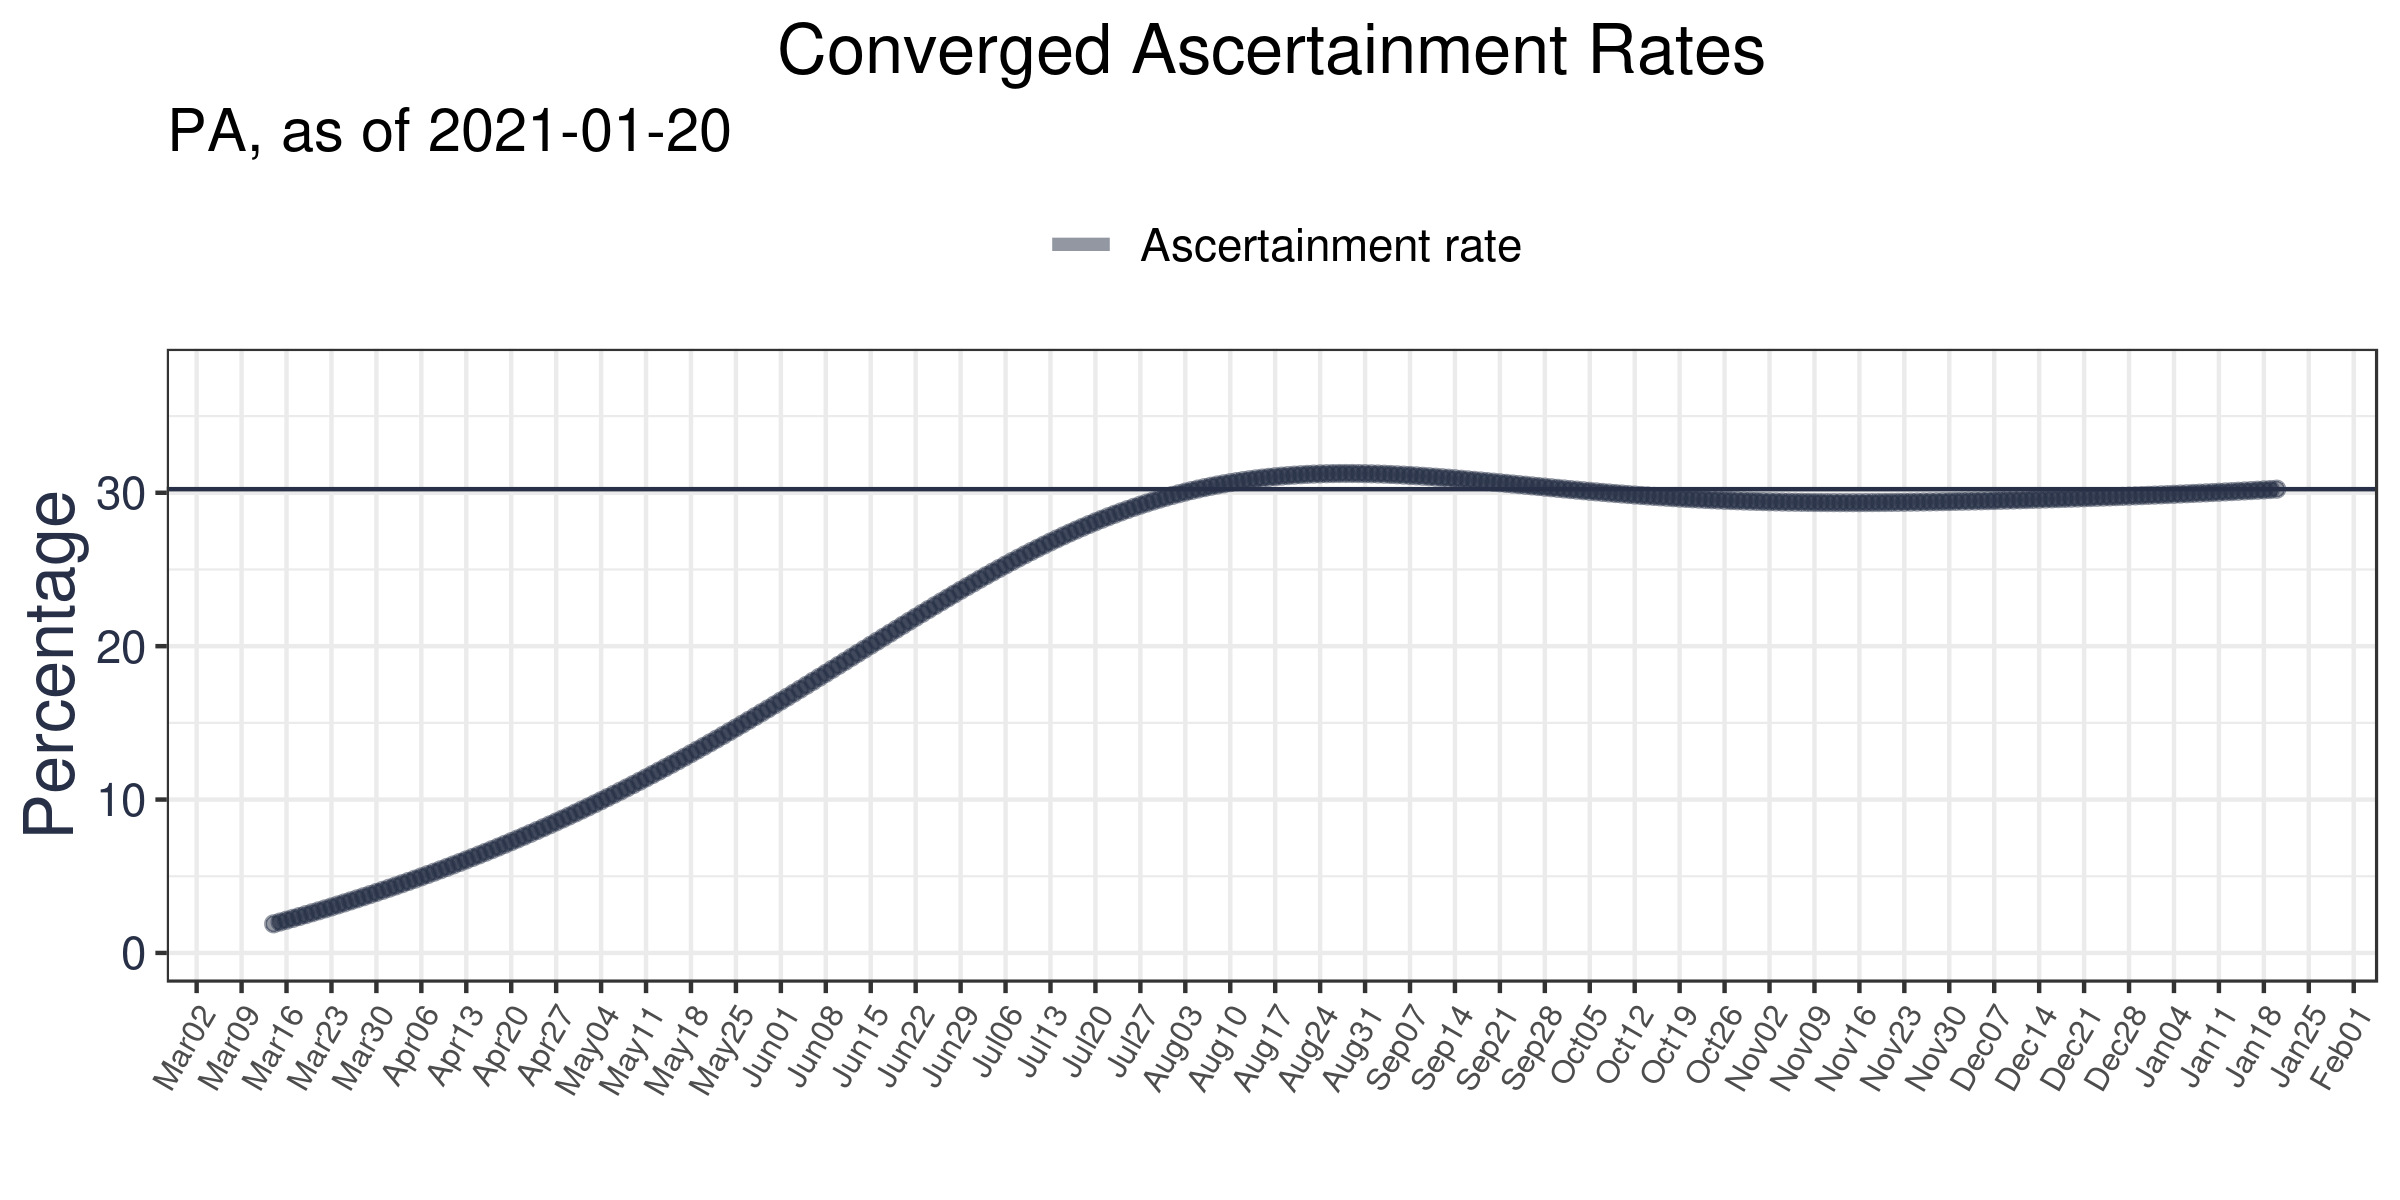 Converged Ascertainment Rates
PA, as of 2021-01-20
Ascertainment rate
Percentage
30
20
10
0
Mar02 Mar09 Mar16 Mar23 Mar30 Apr06 Apr13 Apr20 Apr27 May04 May11 May18 May25 Jun01 Jun08 Jun15 Jun22 Jun29 Jul06 Jul13 Jul20 Jul27 Aug03 Aug10 Aug17 Aug24 Aug31 Sep07 Sep14 Sep21 Sep28 Oct05 Oct12 Oct19 Oct26 Nov02 Nov09 Nov16 Nov23 Nov30 Dec07 Dec14 Dec21 Dec28 Jan04 Jan11 Jan18 Jan25 Feb01